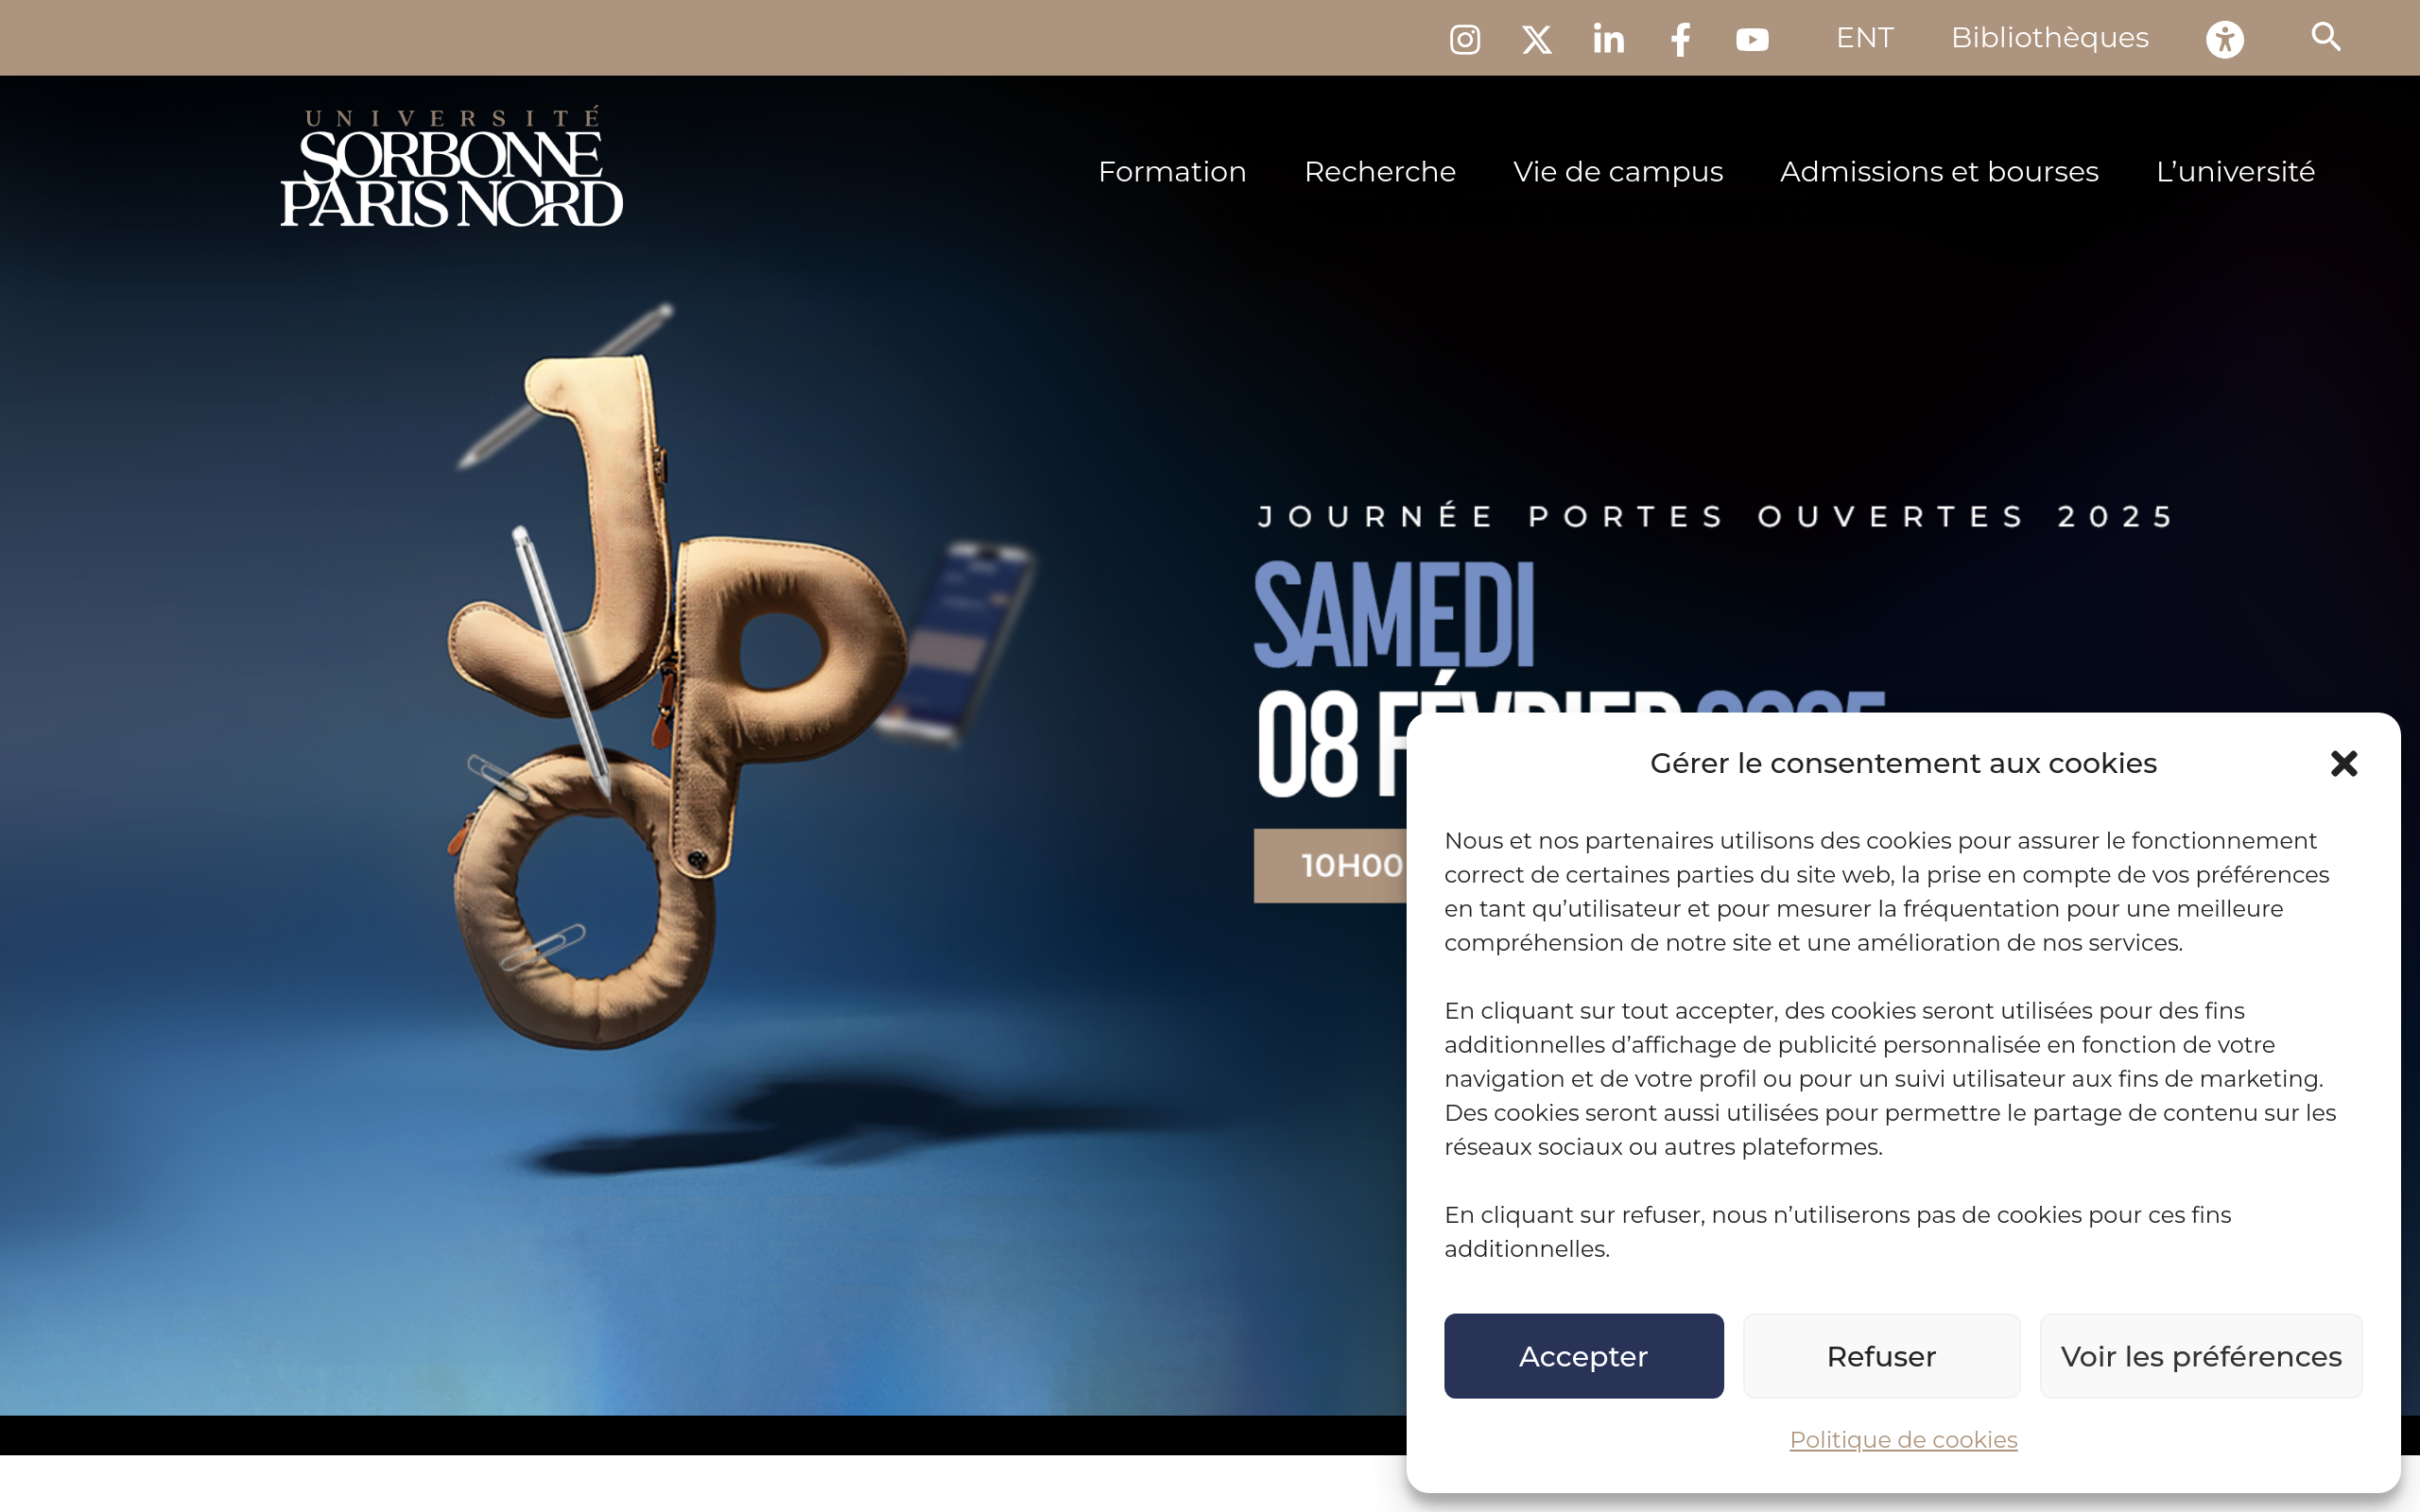 ENT Bibliothèques
UNIVERSITÉ
SORBONNE
PARIS NORD
Formation Recherche Vie de campus Admissions et bourses L’université
JPO
JOURNÉE PORTES OUVERTES 2025
SAMEDI
08 FÉVRIER 2025
10H00
Gérer le consentement aux cookies
Nous et nos partenaires utilisons des cookies pour assurer le fonctionnement
correct de certaines parties du site web, la prise en compte de vos préférences
en tant qu’utilisateur et pour mesurer la fréquentation pour une meilleure
compréhension de notre site et une amélioration de nos services.
En cliquant sur tout accepter, des cookies seront utilisées pour des fins
additionnelles d’affichage de publicité personnalisée en fonction de votre
navigation et de votre profil ou pour un suivi utilisateur aux fins de marketing.
Des cookies seront aussi utilisées pour permettre le partage de contenu sur les
réseaux sociaux ou autres plateformes.
En cliquant sur refuser, nous n’utiliserons pas de cookies pour ces fins
additionnelles.
Accepter Refuser Voir les préférences
Politique de cookies